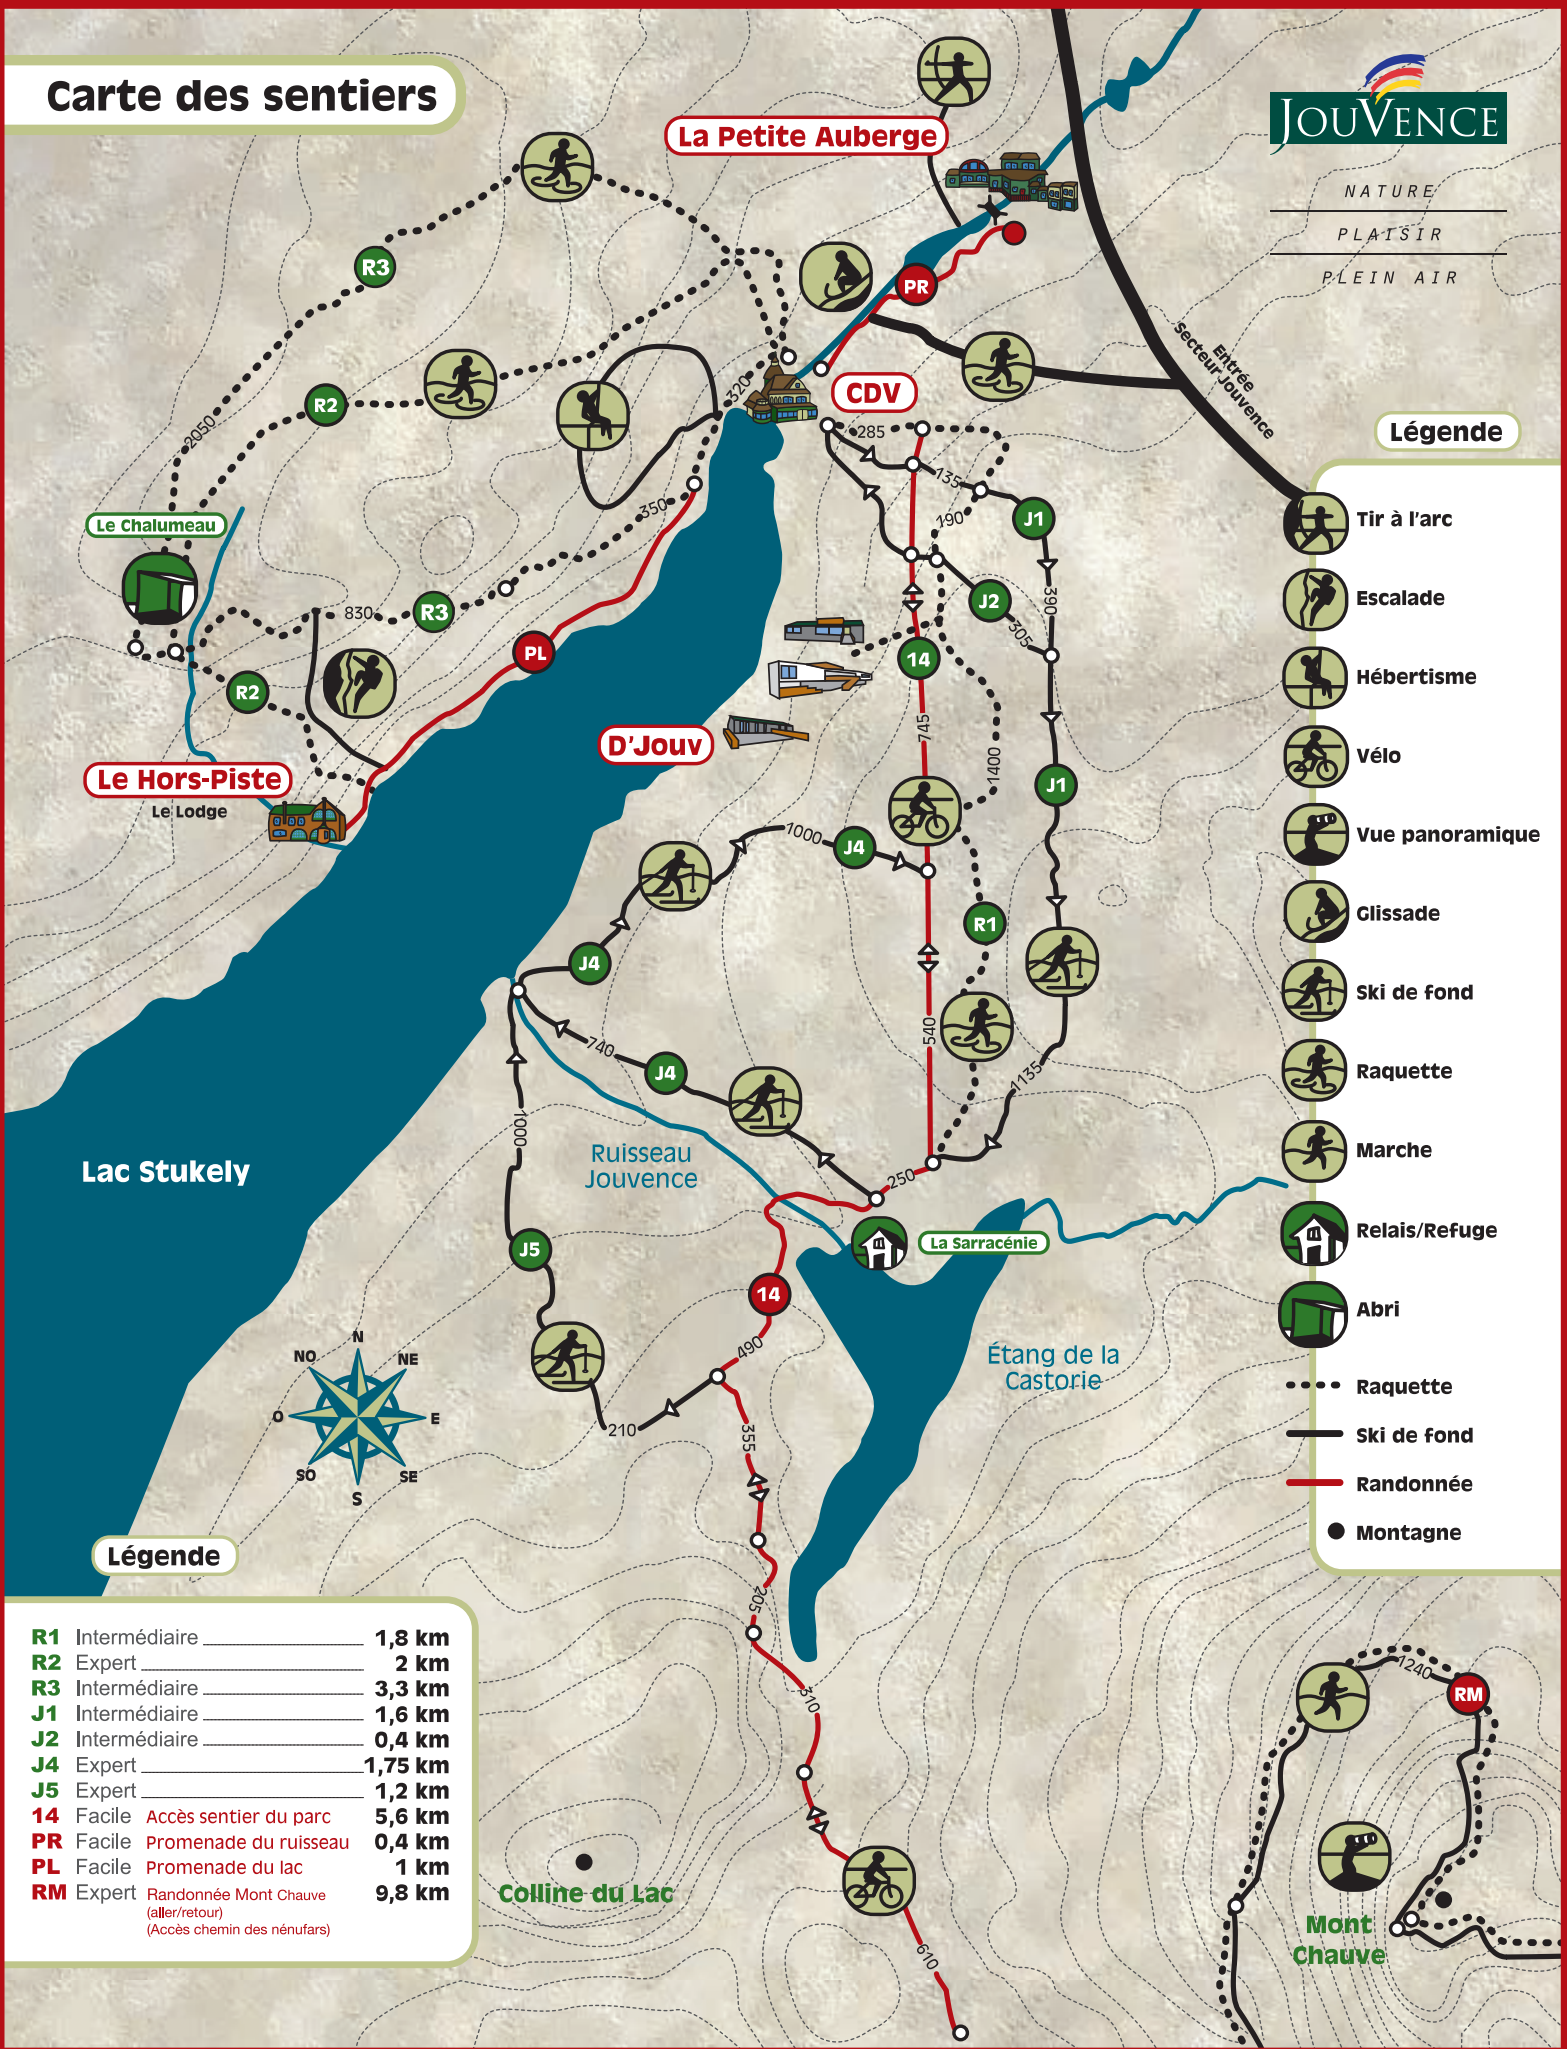 Carte des sentiers
La Petite Auberge
JOUVENCE
NATURE
PLAISIR
PLEIN AIR
R3
PR
Entrée
Secteur Jouvence
R2
2050
320
CDV
285
135
190
J1
350
Le Chalumeau
830
R3
J2
390
305
14
PL
R2
745
1400
D'Jouv
J1
Le Hors-Piste
Le Lodge
1000
J4
R1
J4
540
740
J4
1135
1000
Ruisseau
Jouvence
Lac Stukely
250
La Sarracénie
J5
14
490
Étang de la
Castorie
N
NO
NE
O
E
SO
SE
S
210
355
205
310
610
Légende
Tir à l'arc
Escalade
Hébertisme
Vélo
Vue panoramique
Glissade
Ski de fond
Raquette
Marche
Relais/Refuge
Abri
Raquette
Ski de fond
Randonnée
Montagne
Légende
R1 Intermédiaire 1,8 km
R2 Expert 2 km
R3 Intermédiaire 3,3 km
J1 Intermédiaire 1,6 km
J2 Intermédiaire 0,4 km
J4 Expert 1,75 km
J5 Expert 1,2 km
14 Facile Accès sentier du parc 5,6 km
PR Facile Promenade du ruisseau 0,4 km
PL Facile Promenade du lac 1 km
RM Expert Randonnée Mont Chauve 9,8 km
(aller/retour)
(Accès chemin des nénufars)
Colline du Lac
1240
RM
Mont
Chauve